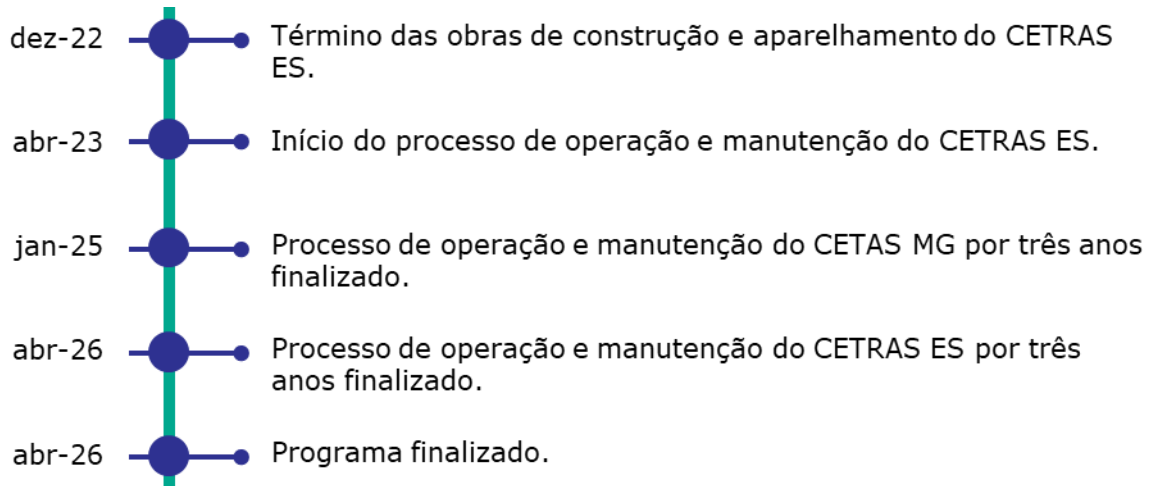 dez-22
Término das obras de construção e aparelhamento do CETRAS
ES.
abr-23
Início do processo de operação e manutenção do CETRAS ES.
jan-25
Processo de operação e manutenção do CETAS MG por três anos
finalizado.
abr-26
Processo de operação e manutenção do CETRAS ES por três
anos finalizado.
abr-26
Programa finalizado.